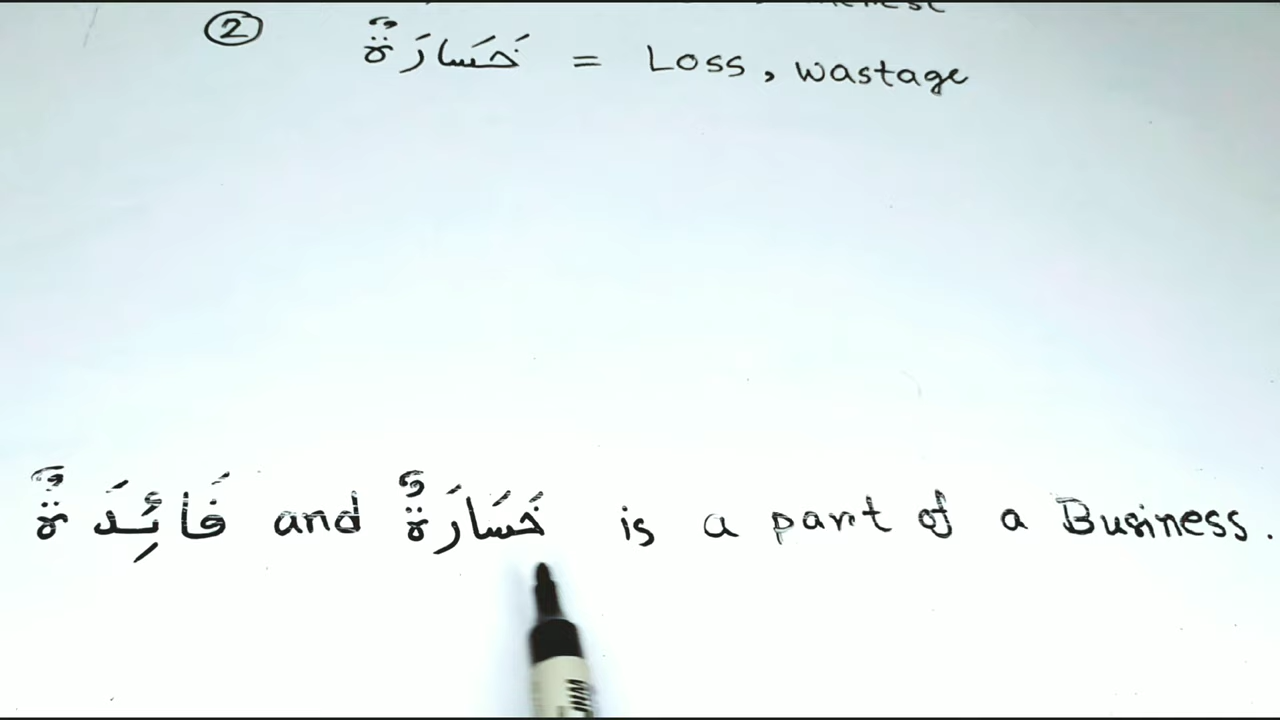 ② خَسَارَةٌ = Loss, wastage
فَائِدَةٌ and خَسَارَةٌ is a part of a Business.